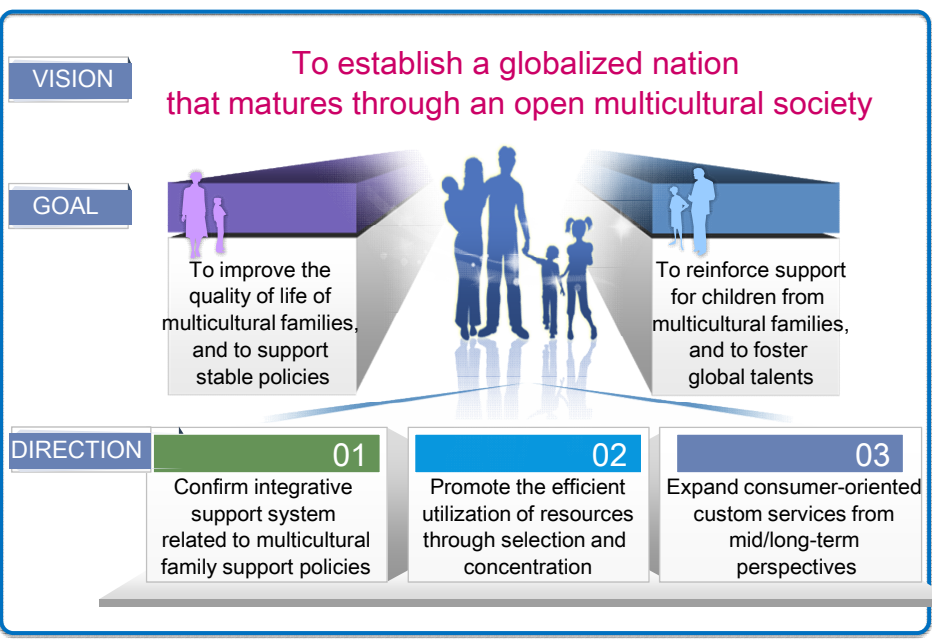 VISION
To establish a globalized nation
that matures through an open multicultural society
GOAL
To improve the
quality of life of
multicultural families,
and to support
stable policies
To reinforce support
for children from
multicultural families,
and to foster
global talents
DIRECTION
01
Confirm integrative
support system
related to multicultural
family support policies
02
Promote the efficient
utilization of resources
through selection and
concentration
03
Expand consumer-oriented
custom services from
mid/long-term
perspectives